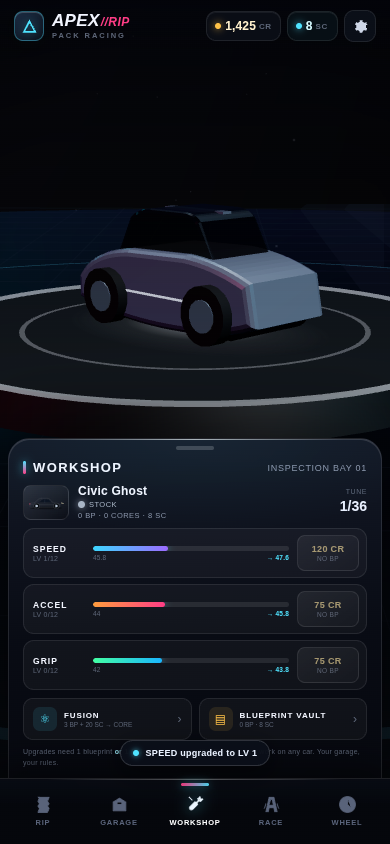 APEX//RIP
PACK RACING
1,425 CR
8 SC
WORKSHOP
INSPECTION BAY 01
Civic Ghost
STOCK
0 BP · 0 CORES · 8 SC
TUNE
1/36
SPEED
LV 1/12
45.8
→ 47.6
120 CR
NO BP
ACCEL
LV 0/12
44
→ 45.8
75 CR
NO BP
GRIP
LV 0/12
42
→ 43.8
75 CR
NO BP
FUSION
3 BP + 20 SC → CORE
›
BLUEPRINT VAULT
0 BP · 8 SC
›
Upgrades need 1 blueprint on any car. Your garage,
your rules.
SPEED upgraded to LV 1
RIP
GARAGE
WORKSHOP
RACE
WHEEL